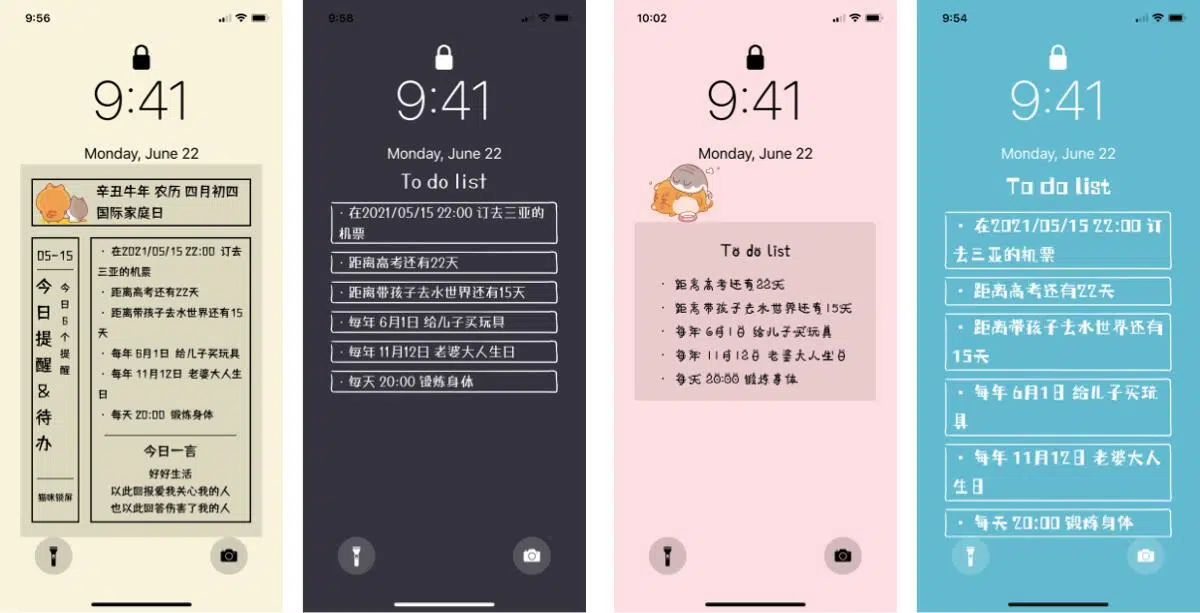 9:56
9:41
Monday, June 22
辛丑牛年 农历 四月初四
国际家庭日
05-15
今日提醒&待办
今日6个提醒
猫咪锁屏
· 在2021/05/15 22:00 订去
三亚的机票
· 距离高考还有22天
· 距离带孩子去水世界还有15
天
· 每年 6月1日 给儿子买玩具
· 每年 11月12日 老婆大人生
日
· 每天 20:00 锻炼身体
今日一言
好好生活
以此回报爱我关心我的人
也以此回答伤害了我的人
9:58
9:41
Monday, June 22
To do list
· 在2021/05/15 22:00 订去三亚的
机票
· 距离高考还有22天
· 距离带孩子去水世界还有15天
· 每年 6月1日 给儿子买玩具
· 每年 11月12日 老婆大人生日
· 每天 20:00 锻炼身体
10:02
9:41
Monday, June 22
To do list
· 距离高考还有22天
· 距离带孩子去水世界还有15天
· 每年 6月1日 给儿子买玩具
· 每年 11月12日 老婆大人生日
· 每天 20:00 锻炼身体
9:54
9:41
Monday, June 22
To do list
· 在2021/05/15 22:00 订
去三亚的机票
· 距离高考还有22天
· 距离带孩子去水世界还有
15天
· 每年 6月1日 给儿子买玩
具
· 每年 11月12日 老婆大人
生日
· 每天 20:00 锻炼身体